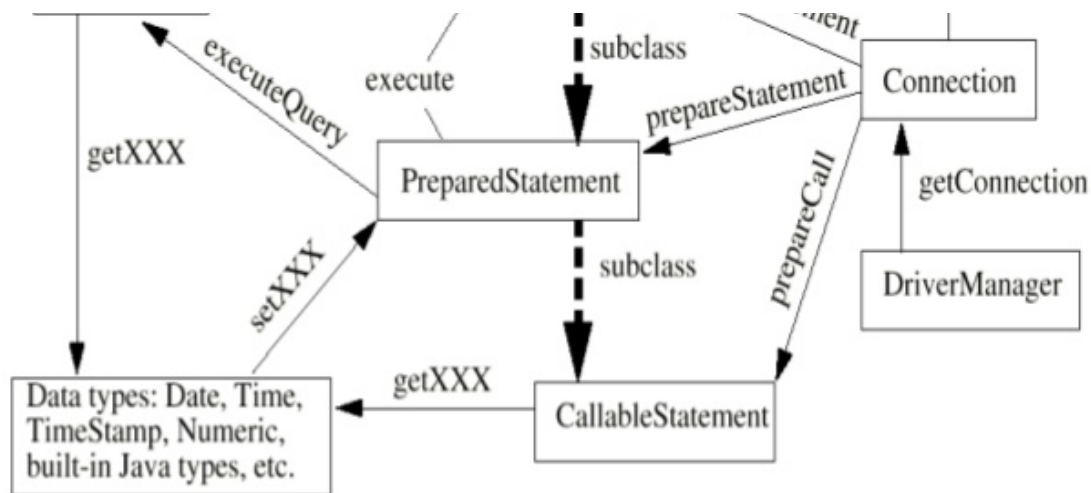 subclass
executeQuery
execute
prepareStatement
Connection
getXXX
PreparedStatement
getConnection
prepareCall
setXXX
subclass
DriverManager
getXXX
Data types: Date, Time,
TimeStamp, Numeric,
built-in Java types, etc.
CallableStatement